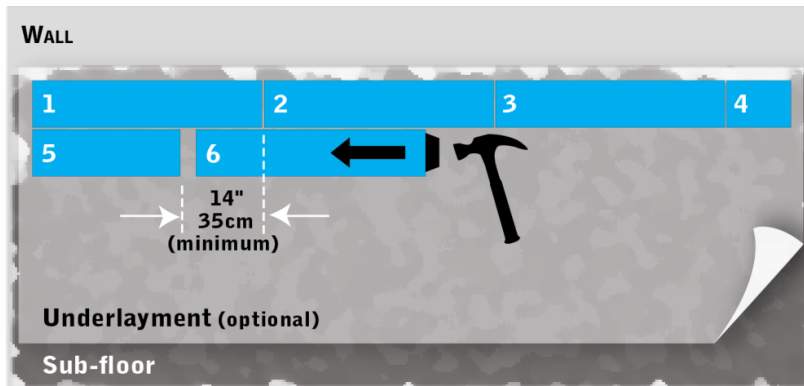 WALL
1 2 3 4
5 6
14"
35cm
(minimum)
Underlayment (optional)
Sub-floor